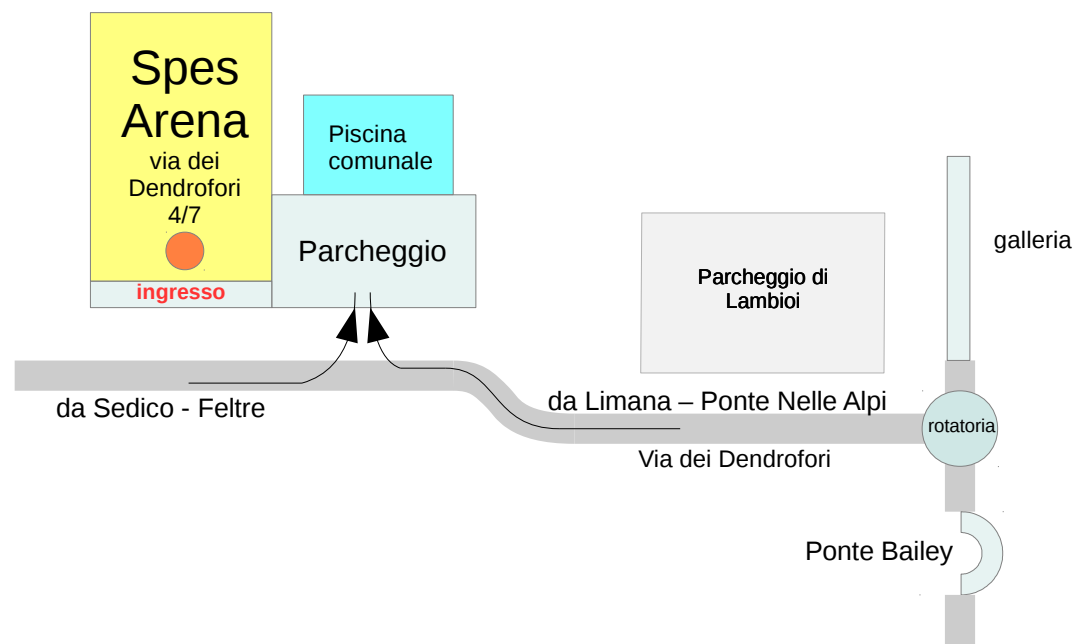 Spes
Arena
via dei
Dendrofori
4/7
ingresso
Piscina
comunale
Parcheggio
Parcheggio di
Lambioi
galleria
da Sedico - Feltre
da Limana – Ponte Nelle Alpi
rotatoria
Via dei Dendrofori
Ponte Bailey